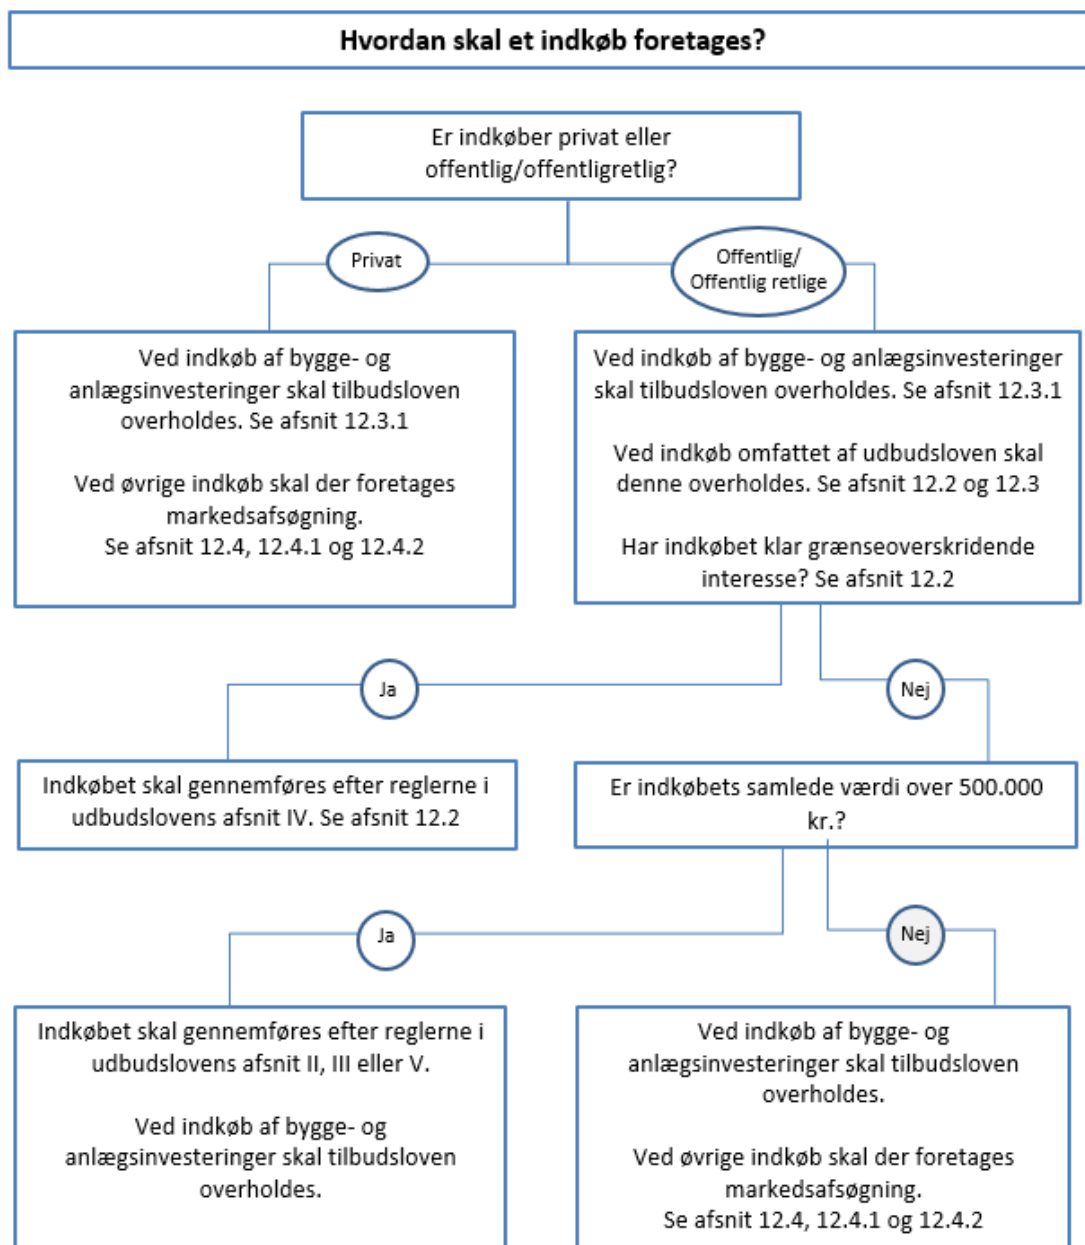 Hvordan skal et indkøb foretages?
Er indkøber privat eller
offentlig/offentligretlig?
Privat
Offentlig/
Offentlig retlige
Ved indkøb af bygge- og
anlægsinvesteringer skal tilbudsloven
overholdes. Se afsnit 12.3.1
Ved øvrige indkøb skal der foretages
markedsafsøgning.
Se afsnit 12.4, 12.4.1 og 12.4.2
Ved indkøb af bygge- og anlægsinvesteringer
skal tilbudsloven overholdes. Se afsnit 12.3.1
Ved indkøb omfattet af udbudsloven skal
denne overholdes. Se afsnit 12.2 og 12.3
Har indkøbet klar grænseoverskridende
interesse? Se afsnit 12.2
Ja
Nej
Indkøbet skal gennemføres efter reglerne i
udbudslovens afsnit IV. Se afsnit 12.2
Er indkøbets samlede værdi over 500.000
kr.?
Ja
Nej
Indkøbet skal gennemføres efter reglerne i
udbudslovens afsnit II, III eller V.
Ved indkøb af bygge- og
anlægsinvesteringer skal tilbudsloven
overholdes.
Ved indkøb af bygge- og
anlægsinvesteringer skal tilbudsloven
overholdes.
Ved øvrige indkøb skal der foretages
markedsafsøgning.
Se afsnit 12.4, 12.4.1 og 12.4.2